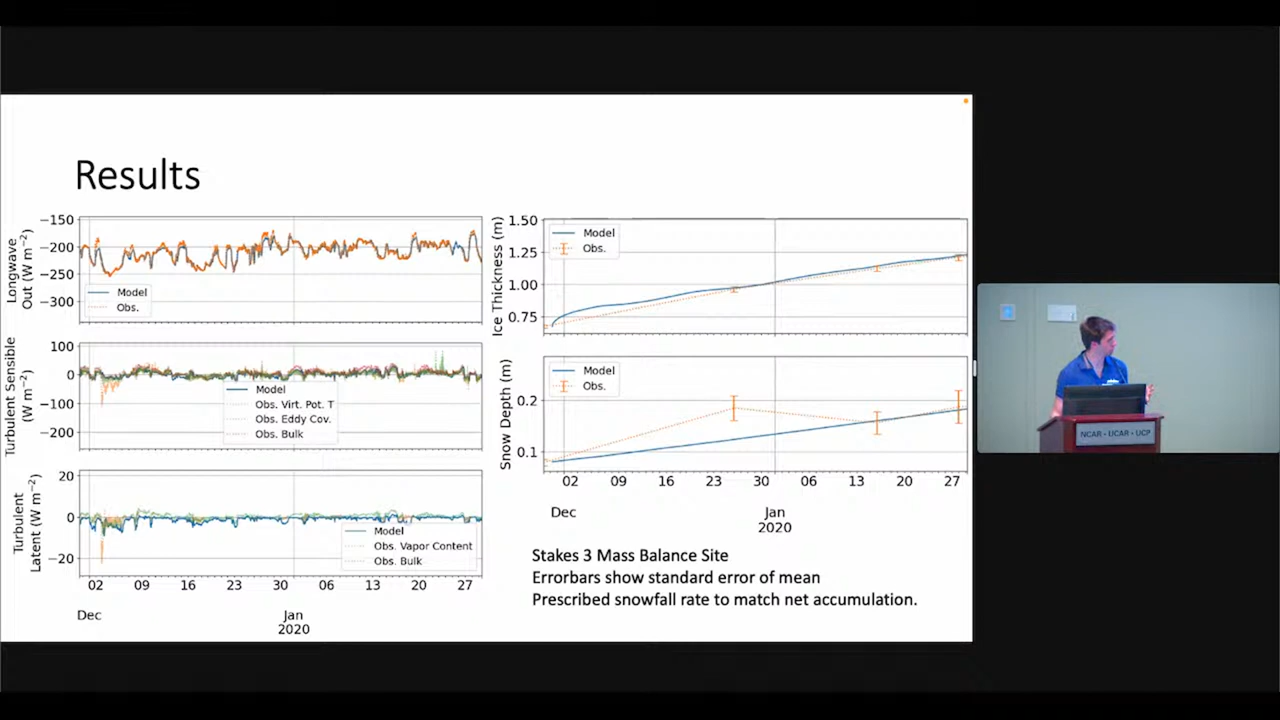 Results
−150
−200
−250
−300
Longwave
Out (W m⁻²)
Model
Obs.
100
0
−100
−200
Turbulent Sensible
(W m⁻²)
Model
Obs. Virt. Pot. T
Obs. Eddy Cov.
Obs. Bulk
20
0
−20
Turbulent
Latent (W m⁻²)
Model
Obs. Vapor Content
Obs. Bulk
02 09 16 23 30 06 13 20 27
Dec Jan
2020
1.50
1.25
1.00
0.75
Ice Thickness (m)
Model
Obs.
0.2
0.1
Snow Depth (m)
Model
Obs.
02 09 16 23 30 06 13 20 27
Dec Jan
2020
Stakes 3 Mass Balance Site
Errorbars show standard error of mean
Prescribed snowfall rate to match net accumulation.
NCAR • UCAR • UCP